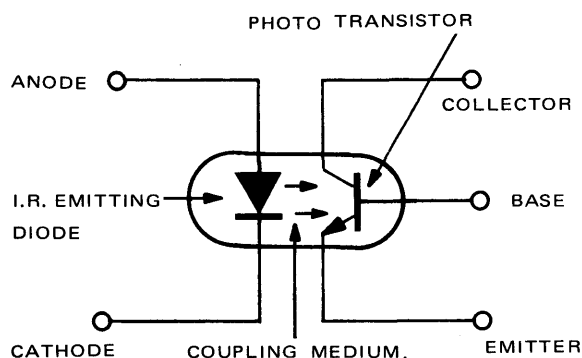 PHOTO TRANSISTOR
ANODE
COLLECTOR
I.R. EMITTING
DIODE
BASE
CATHODE
COUPLING MEDIUM.
EMITTER